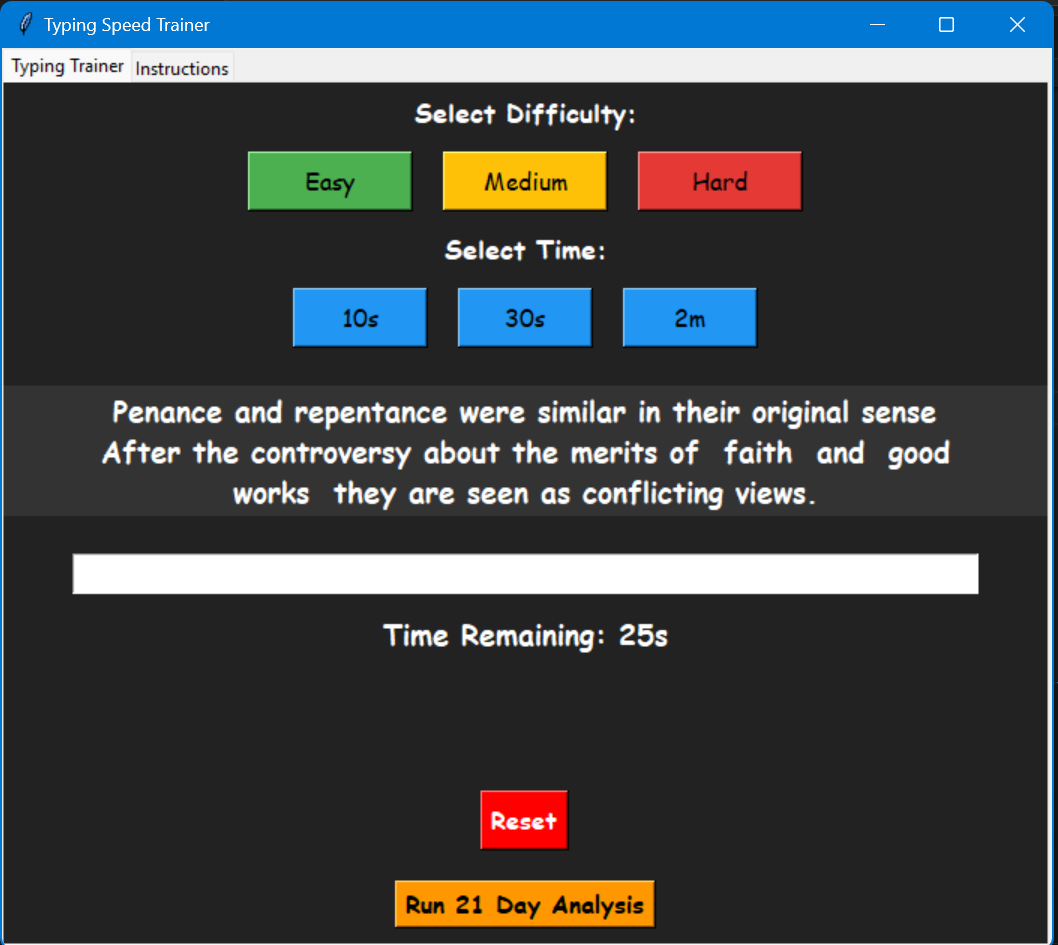 Typing Speed Trainer
Typing Trainer Instructions
Select Difficulty:
Easy Medium Hard
Select Time:
10s 30s 2m
Penance and repentance were similar in their original sense
After the controversy about the merits of  faith  and  good
works  they are seen as conflicting views.
Time Remaining: 25s
Reset
Run 21 Day Analysis